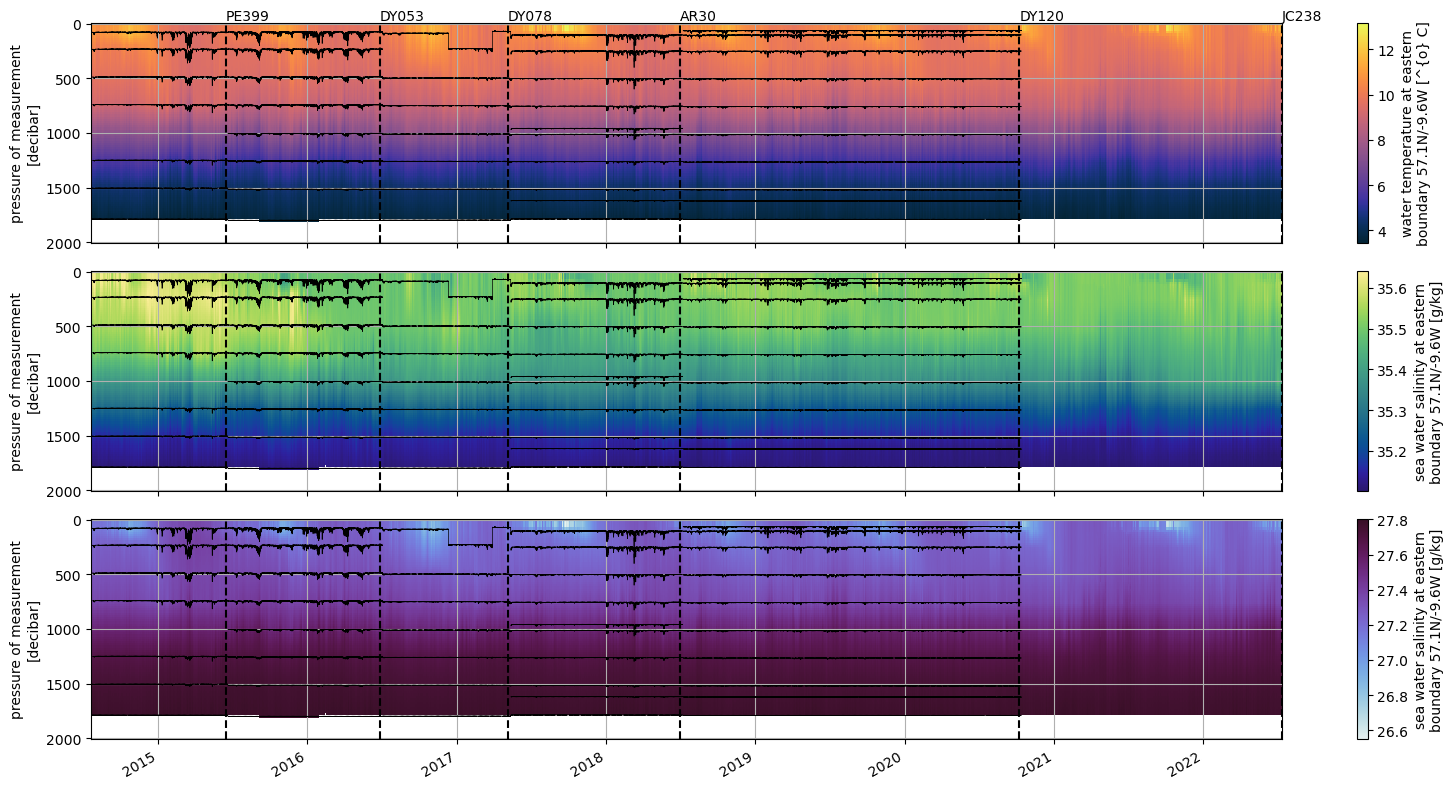 PE399 DY053 DY078 AR30 DY120 JC238
0
500
1000
1500
2000
pressure of measurement
[decibar]
12
10
8
6
4
water temperature at eastern
boundary 57.1N/-9.6W [^{o} C]
0
500
1000
1500
2000
pressure of measurement
[decibar]
35.6
35.5
35.4
35.3
35.2
sea water salinity at eastern
boundary 57.1N/-9.6W [g/kg]
0
500
1000
1500
2000
pressure of measurement
[decibar]
27.8
27.6
27.4
27.2
27.0
26.8
26.6
sea water salinity at eastern
boundary 57.1N/-9.6W [g/kg]
2015 2016 2017 2018 2019 2020 2021 2022